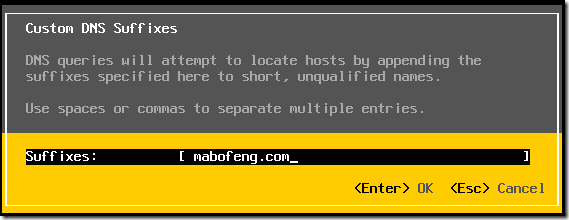 Custom DNS Suffixes
DNS queries will attempt to locate hosts by appending the
suffixes specified here to short, unqualified names.
Use spaces or commas to separate multiple entries.
Suffixes: [ mabofeng.com_ ]
<Enter> OK <Esc> Cancel